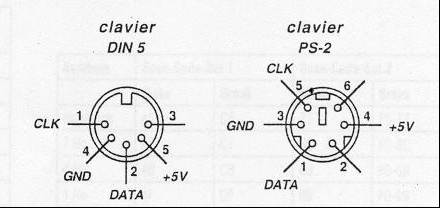 clavier
DIN 5
CLK 1 3
4 5
GND 2 +5V
DATA
clavier
PS-2
CLK
5 6
GND 3 4 +5V
1 2
DATA